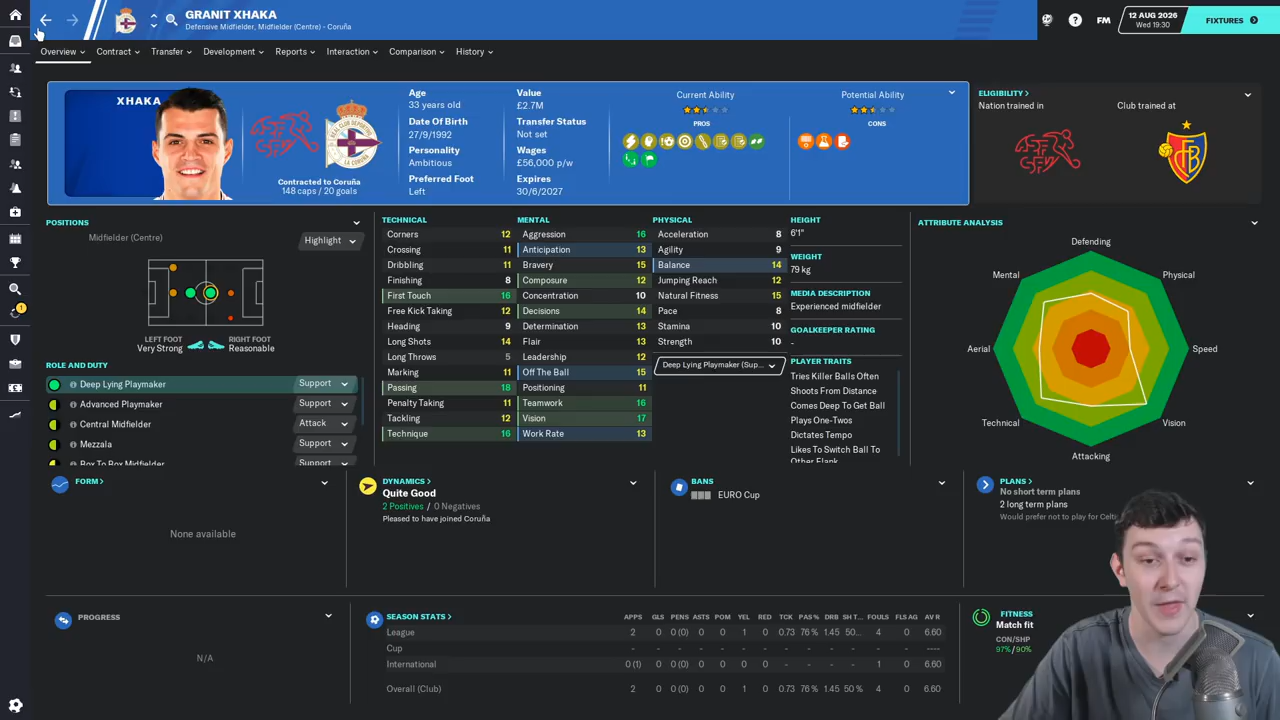 GRANIT XHAKA
Defensive Midfielder, Midfielder (Centre) - Coruña
FM
12 AUG 2026
Wed 19:30
FIXTURES
Overview
Contract
Transfer
Development
Reports
Interaction
Comparison
History
XHAKA
Contracted to Coruña
148 caps / 20 goals
Age
33 years old
Date Of Birth
27/9/1992
Personality
Ambitious
Preferred Foot
Left
Value
£2.7M
Transfer Status
Not set
Wages
£56,000 p/w
Expires
30/6/2027
Current Ability
PROS
Potential Ability
CONS
ELIGIBILITY
Nation trained in
Club trained at
POSITIONS
Midfielder (Centre)
Highlight
LEFT FOOT
Very Strong
RIGHT FOOT
Reasonable
ROLE AND DUTY
Deep Lying Playmaker Support
Advanced Playmaker Support
Central Midfielder Attack
Mezzala Support
Box To Box Midfielder Support
TECHNICAL
Corners 12
Crossing 11
Dribbling 11
Finishing 8
First Touch 16
Free Kick Taking 12
Heading 9
Long Shots 14
Long Throws 5
Marking 11
Passing 18
Penalty Taking 11
Tackling 12
Technique 16
MENTAL
Aggression 16
Anticipation 13
Bravery 15
Composure 12
Concentration 10
Decisions 14
Determination 13
Flair 13
Leadership 12
Off The Ball 15
Positioning 11
Teamwork 16
Vision 17
Work Rate 13
PHYSICAL
Acceleration 8
Agility 9
Balance 14
Jumping Reach 12
Natural Fitness 15
Pace 8
Stamina 10
Strength 10
Deep Lying Playmaker (Sup...
HEIGHT
6'1"
WEIGHT
79 kg
MEDIA DESCRIPTION
Experienced midfielder
GOALKEEPER RATING
-
PLAYER TRAITS
Tries Killer Balls Often
Shoots From Distance
Comes Deep To Get Ball
Plays One-Twos
Dictates Tempo
Likes To Switch Ball To
Other Flank
ATTRIBUTE ANALYSIS
Defending
Mental
Physical
Aerial
Speed
Technical
Vision
Attacking
FORM
None available
DYNAMICS
Quite Good
2 Positives / 0 Negatives
Pleased to have joined Coruña
BANS
EURO Cup
PLANS
No short term plans
2 long term plans
Would prefer not to play for
PROGRESS
N/A
SEASON STATS APPS GLS PENS ASTS POM YEL RED TCK PAS % DRB SH T... FOULS FLS AG AV R
League 2 0 0 (0) 0 0 1 0 0.73 76 % 1.45 50... 4 0 6.60
Cup - - - - - - - - - - - - - ----
International 0 (1) 0 0 (0) 0 0 0 0 - - - - 1 0 6.60
Overall (Club) 2 0 0 (0) 0 0 1 0 0.73 76 % 1.45 50 % 4 0 6.60
FITNESS
Match fit
CON/SHP
97% / 90%
1